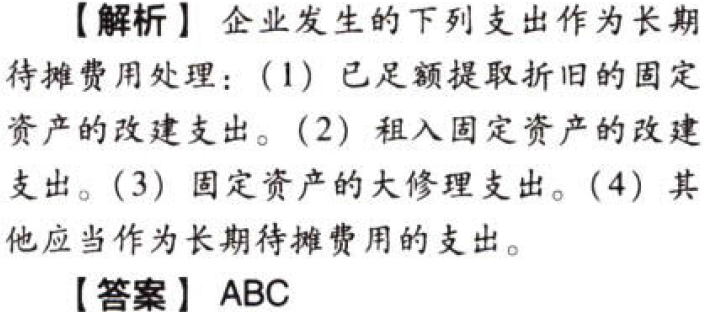 【解析】 企业发生的下列支出作为长期
待摊费用处理：（1） 已足额提取折旧的固定
资产的改建支出。（2） 租入固定资产的改建
支出。（3） 固定资产的大修理支出。（4） 其
他应当作为长期待摊费用的支出。
【答案】 ABC